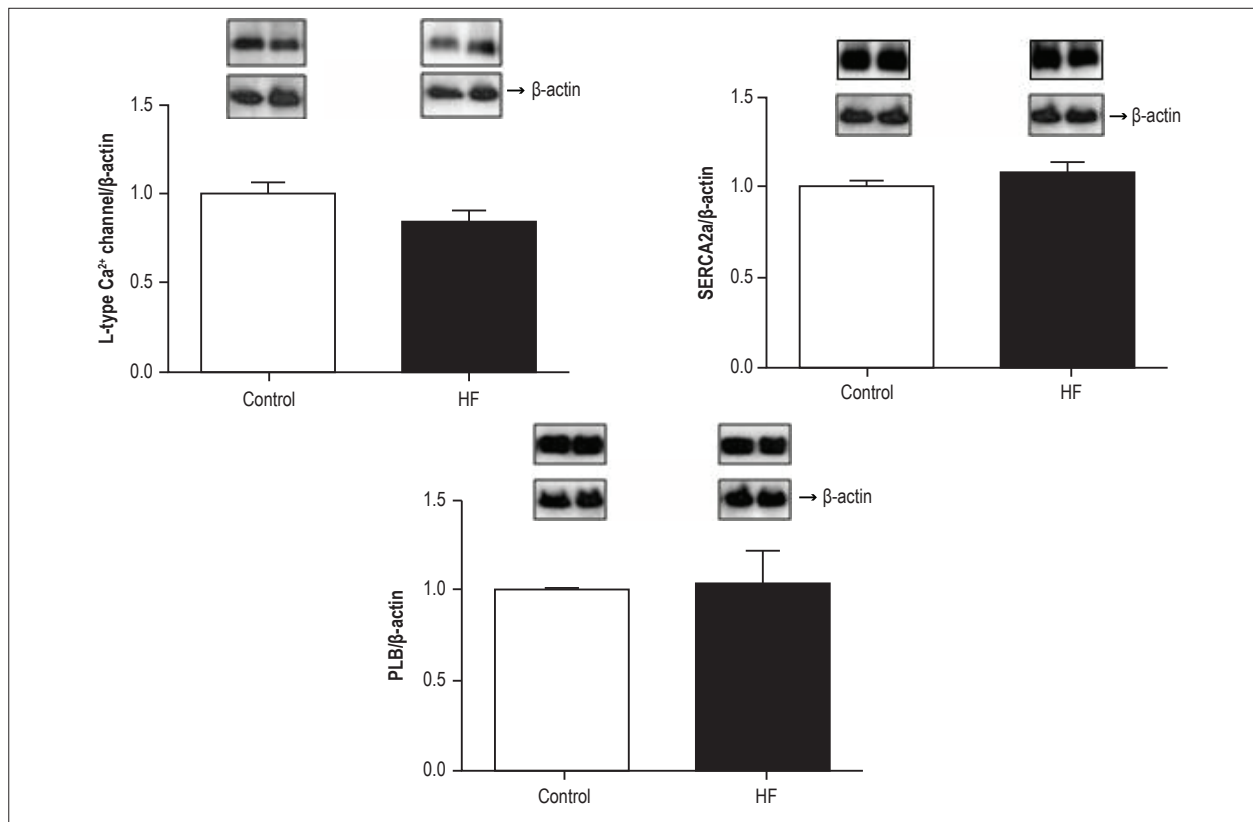 → β-actin
1.5
1.0
0.5
0.0
L-type Ca²⁺ channel/β-actin
Control
HF
→ β-actin
1.5
1.0
0.5
0.0
SERCA2a/β-actin
Control
HF
→ β-actin
1.5
1.0
0.5
0.0
PLB/β-actin
Control
HF